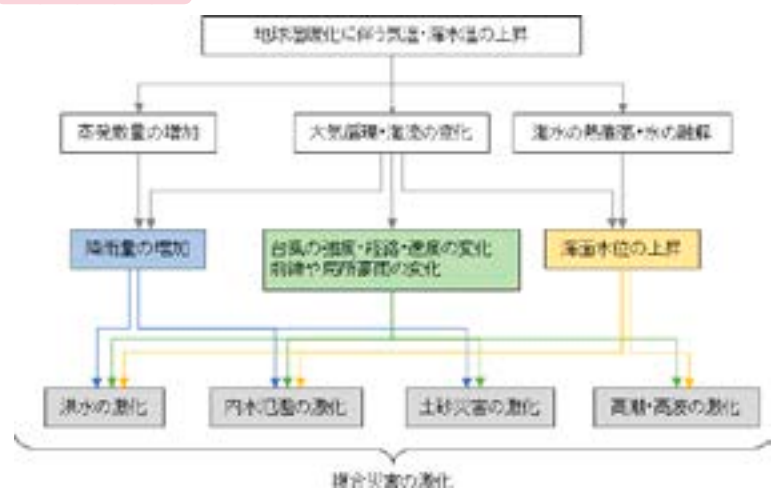 地球温暖化に伴う気温・海水温の上昇
蒸発散量の増加
大気循環・海流の変化
海水の熱膨張・氷の融解
降雨量の増加
台風の強度・経路・速度の変化
前線や局所豪雨の変化
海面水位の上昇
洪水の激化
内水氾濫の激化
土砂災害の激化
高潮・高波の激化
複合災害の激化